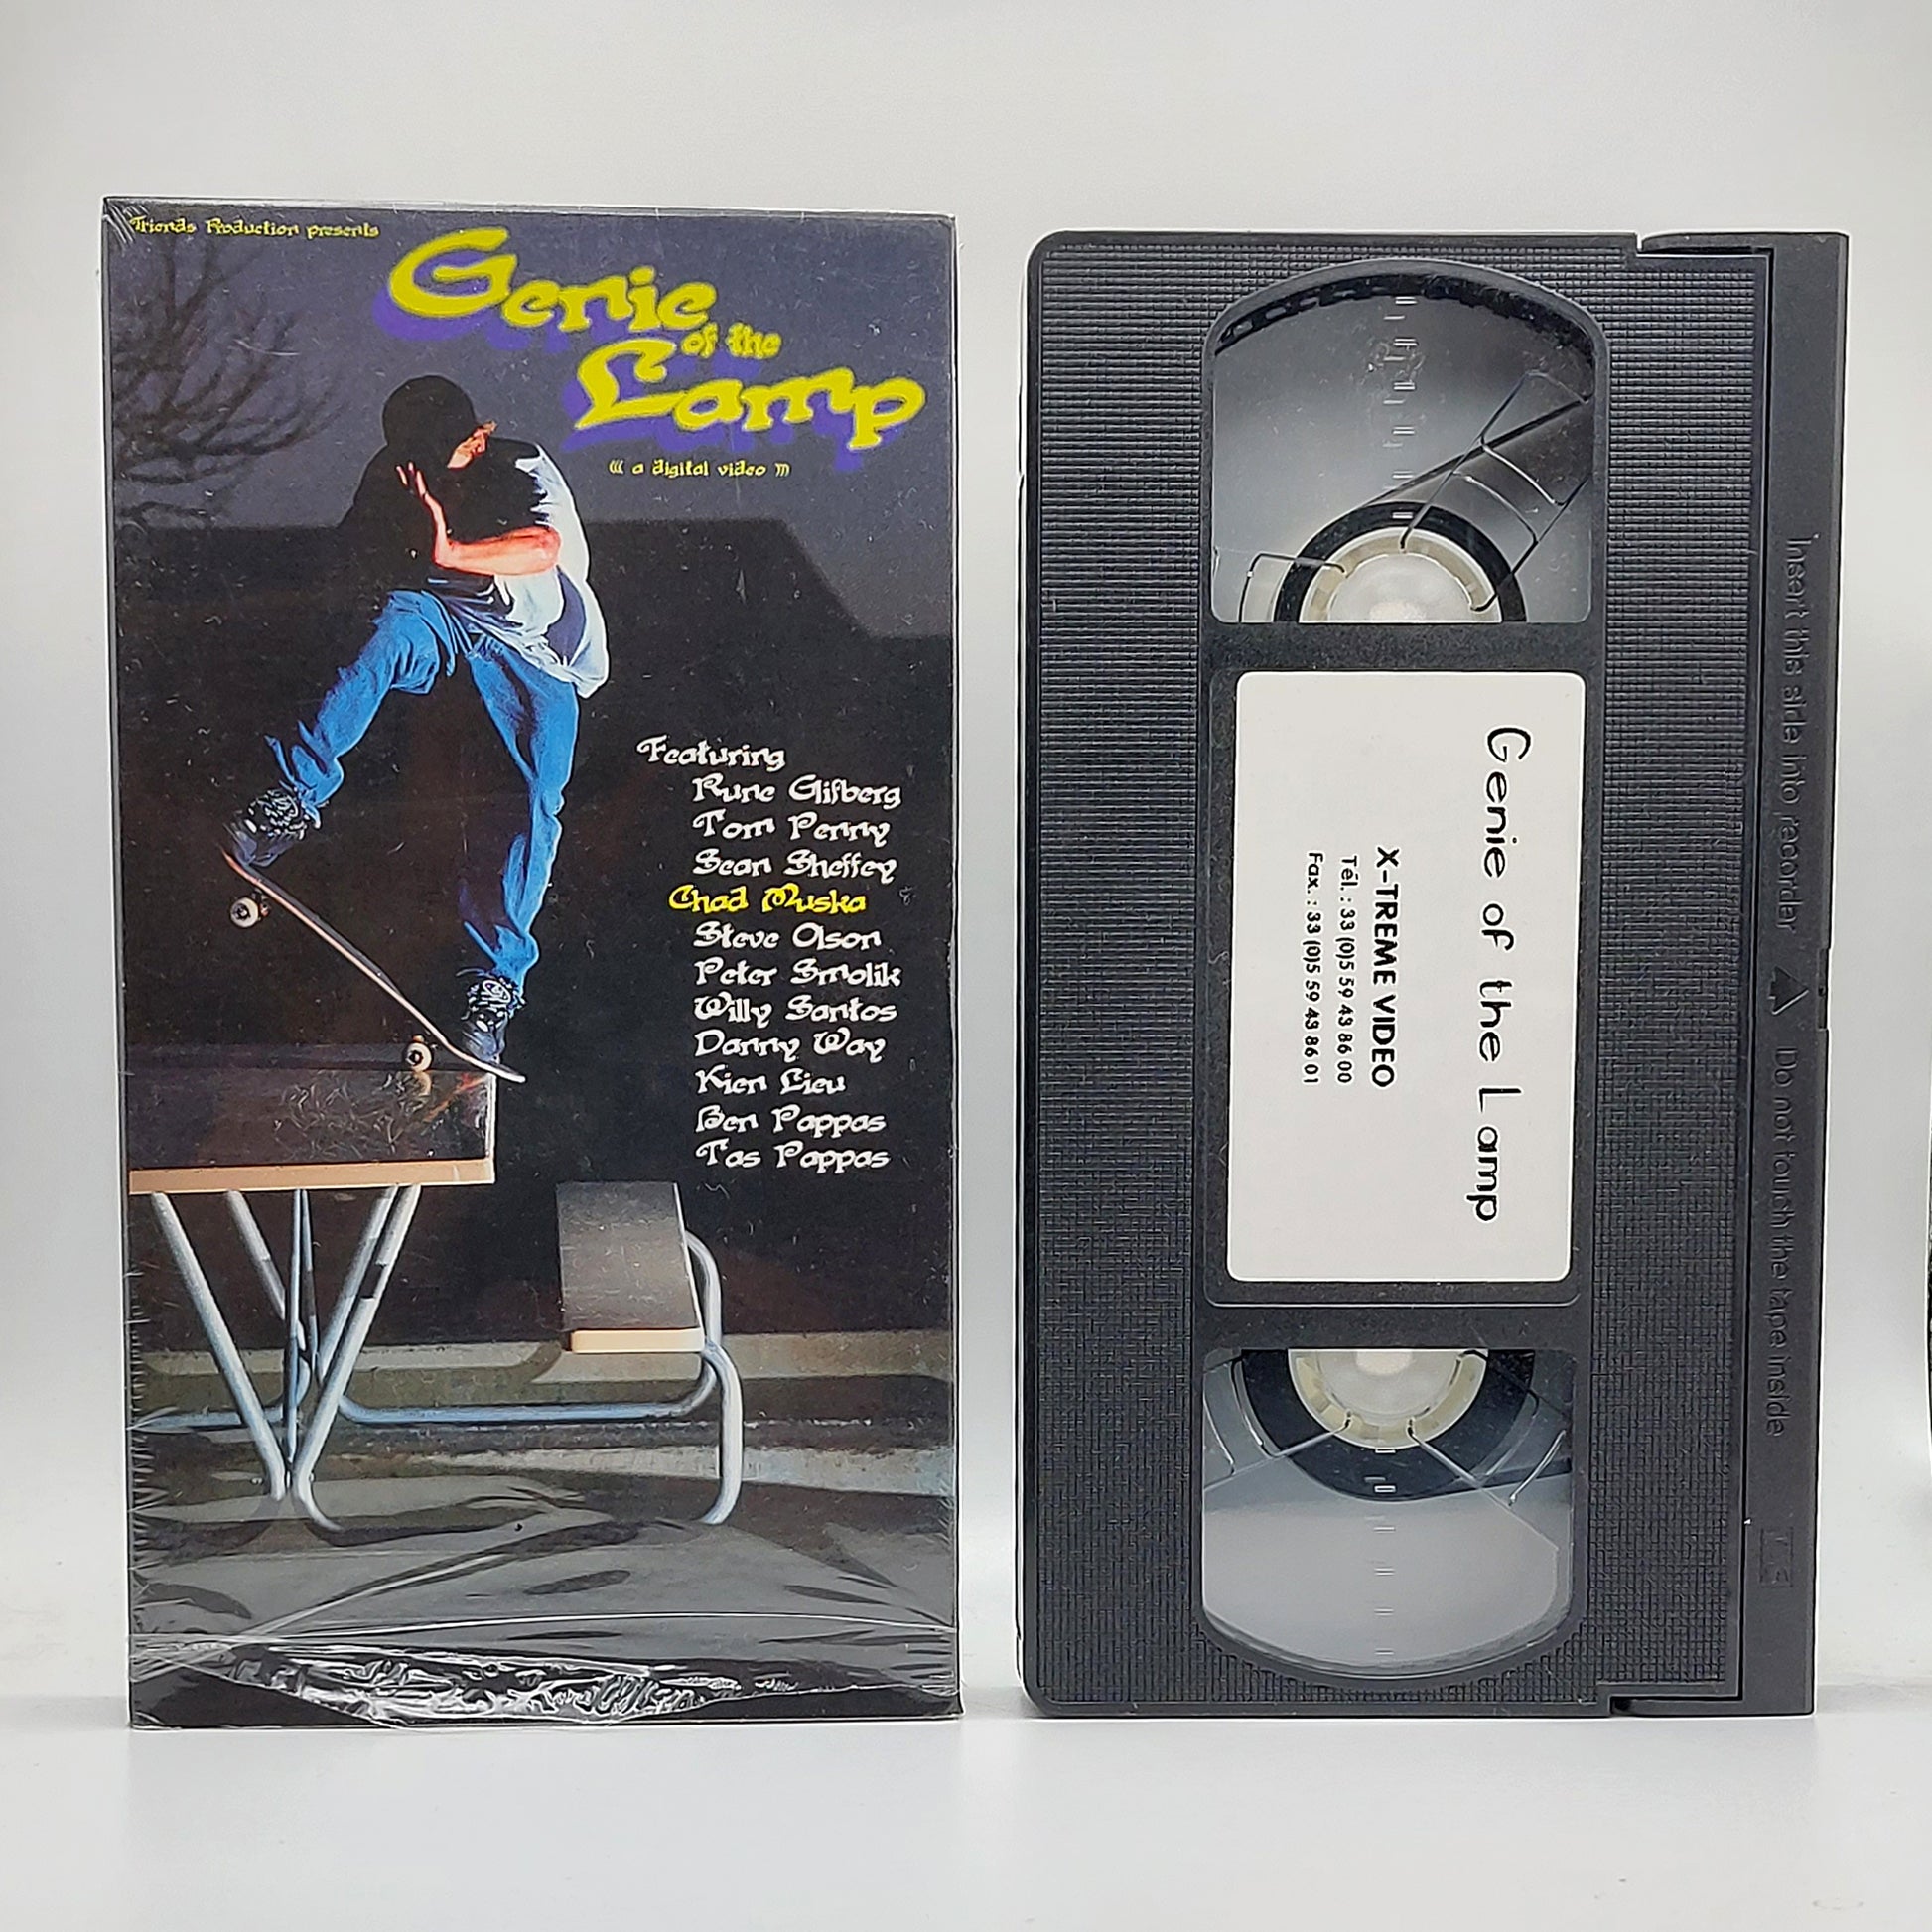 Friends Production presents
Genie
of the
Lamp
((( a digital video )))
Featuring
Rune Glifberg
Tom Penny
Sean Sheffey
Chad Muska
Steve Olson
Peter Smolik
Willy Santos
Danny Way
Kien Lieu
Ben Pappas
Tas Pappas
Genie of the Lamp
X-TREME VIDEO
Tél. : 33 (0)5 59 43 86 00
Fax. : 33 (0)5 59 43 86 01
Insert this side into recorder
Do not touch the tape inside